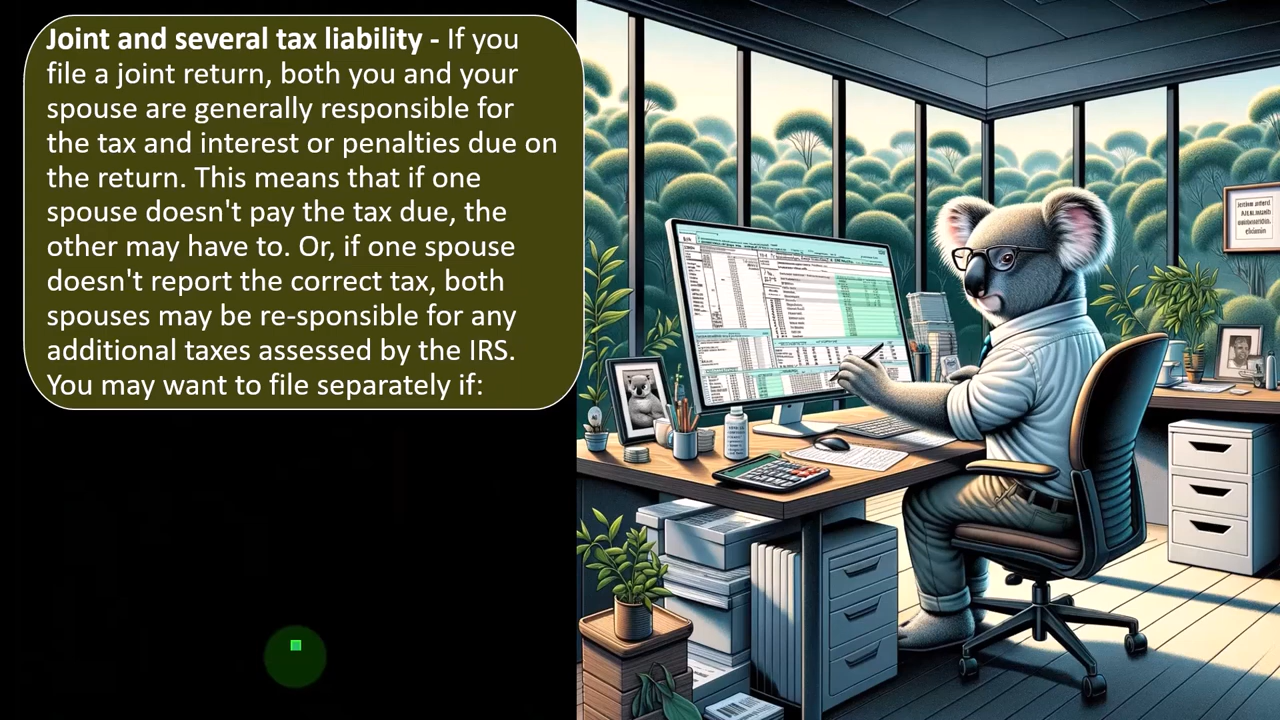 Joint and several tax liability - If you
file a joint return, both you and your
spouse are generally responsible for
the tax and interest or penalties due on
the return. This means that if one
spouse doesn't pay the tax due, the
other may have to. Or, if one spouse
doesn't report the correct tax, both
spouses may be re-sponsible for any
additional taxes assessed by the IRS.
You may want to file separately if: